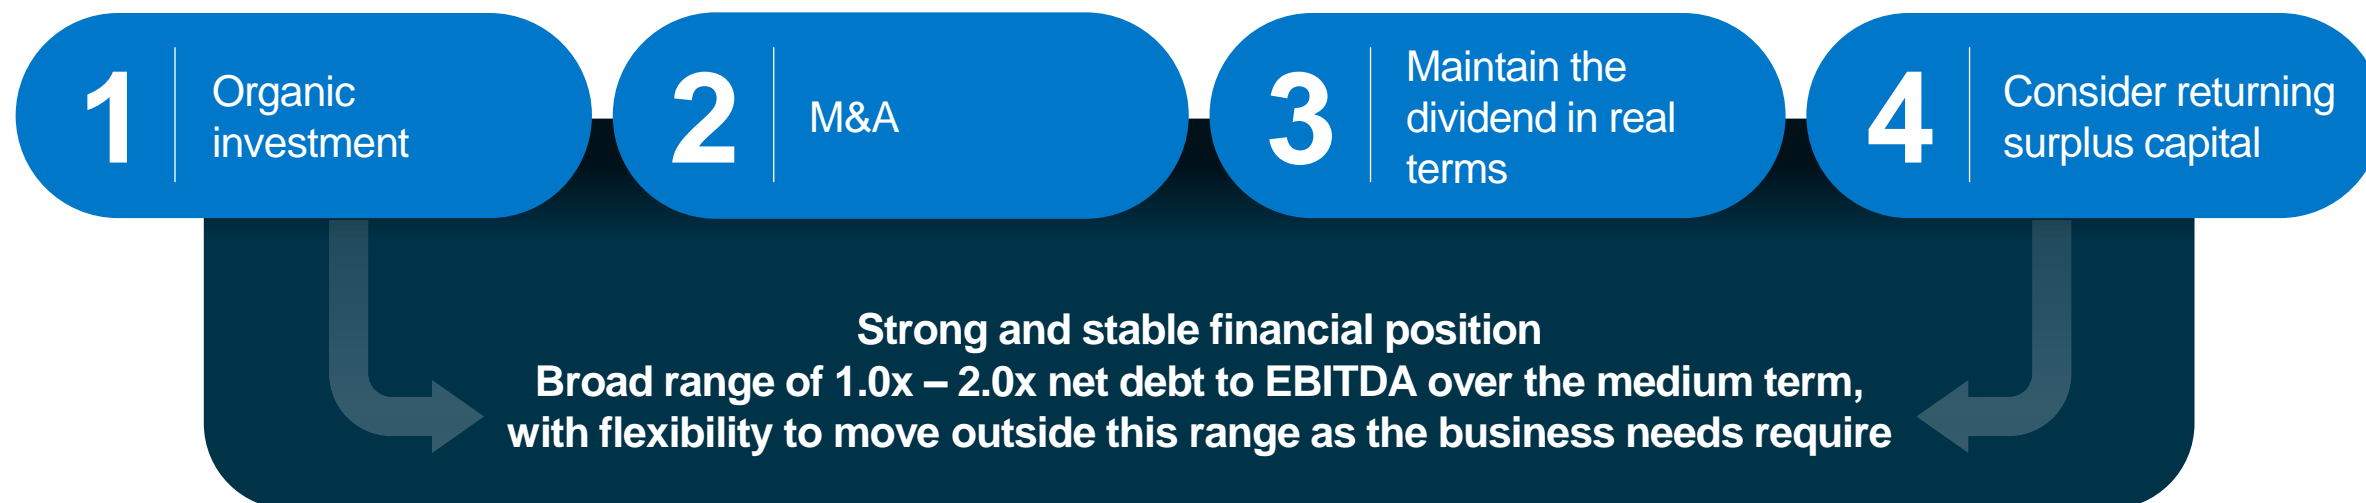 1
Organic
investment
2
M&A
3
Maintain the
dividend in real
terms
4
Consider returning
surplus capital
Strong and stable financial position
Broad range of 1.0x – 2.0x net debt to EBITDA over the medium term,
with flexibility to move outside this range as the business needs require